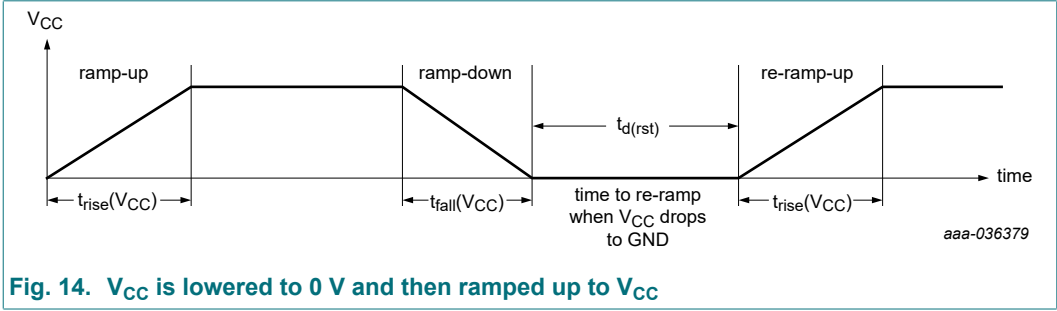 VCC
ramp-up
ramp-down
re-ramp-up
td(rst)
time
trise(VCC)
tfall(VCC)
time to re-ramp
when VCC drops
to GND
trise(VCC)
aaa-036379
Fig. 14. VCC is lowered to 0 V and then ramped up to VCC